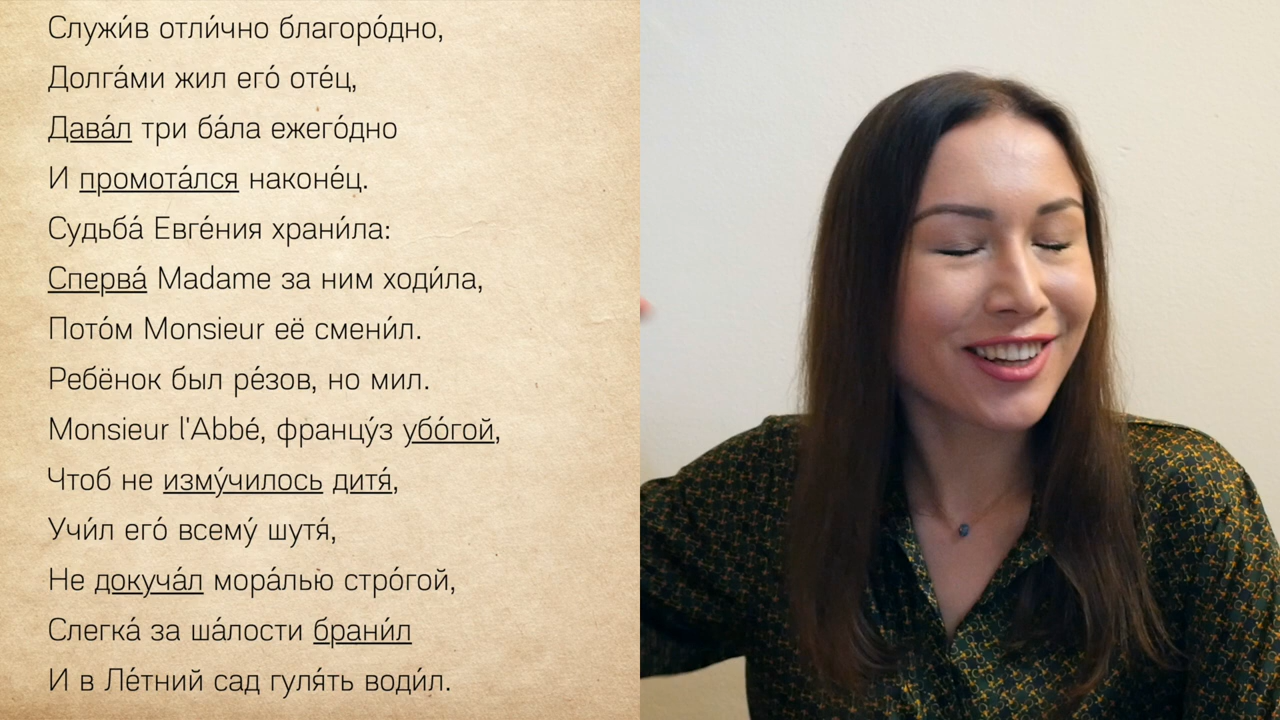 Служи́в отли́чно благоро́дно,
Долга́ми жил его́ оте́ц,
Дава́л три ба́ла ежего́дно
И промота́лся наконе́ц.
Судьба́ Евге́ния храни́ла:
Сперва́ Madame за ним ходи́ла,
Пото́м Monsieur её смени́л.
Ребёнок был ре́зов, но мил.
Monsieur l'Abbé, францу́з убо́гой,
Чтоб не изму́чилось дитя́,
Учи́л его́ всему́ шутя́,
Не докуча́л мора́лью стро́гой,
Слегка́ за ша́лости брани́л
И в Ле́тний сад гуля́ть води́л.